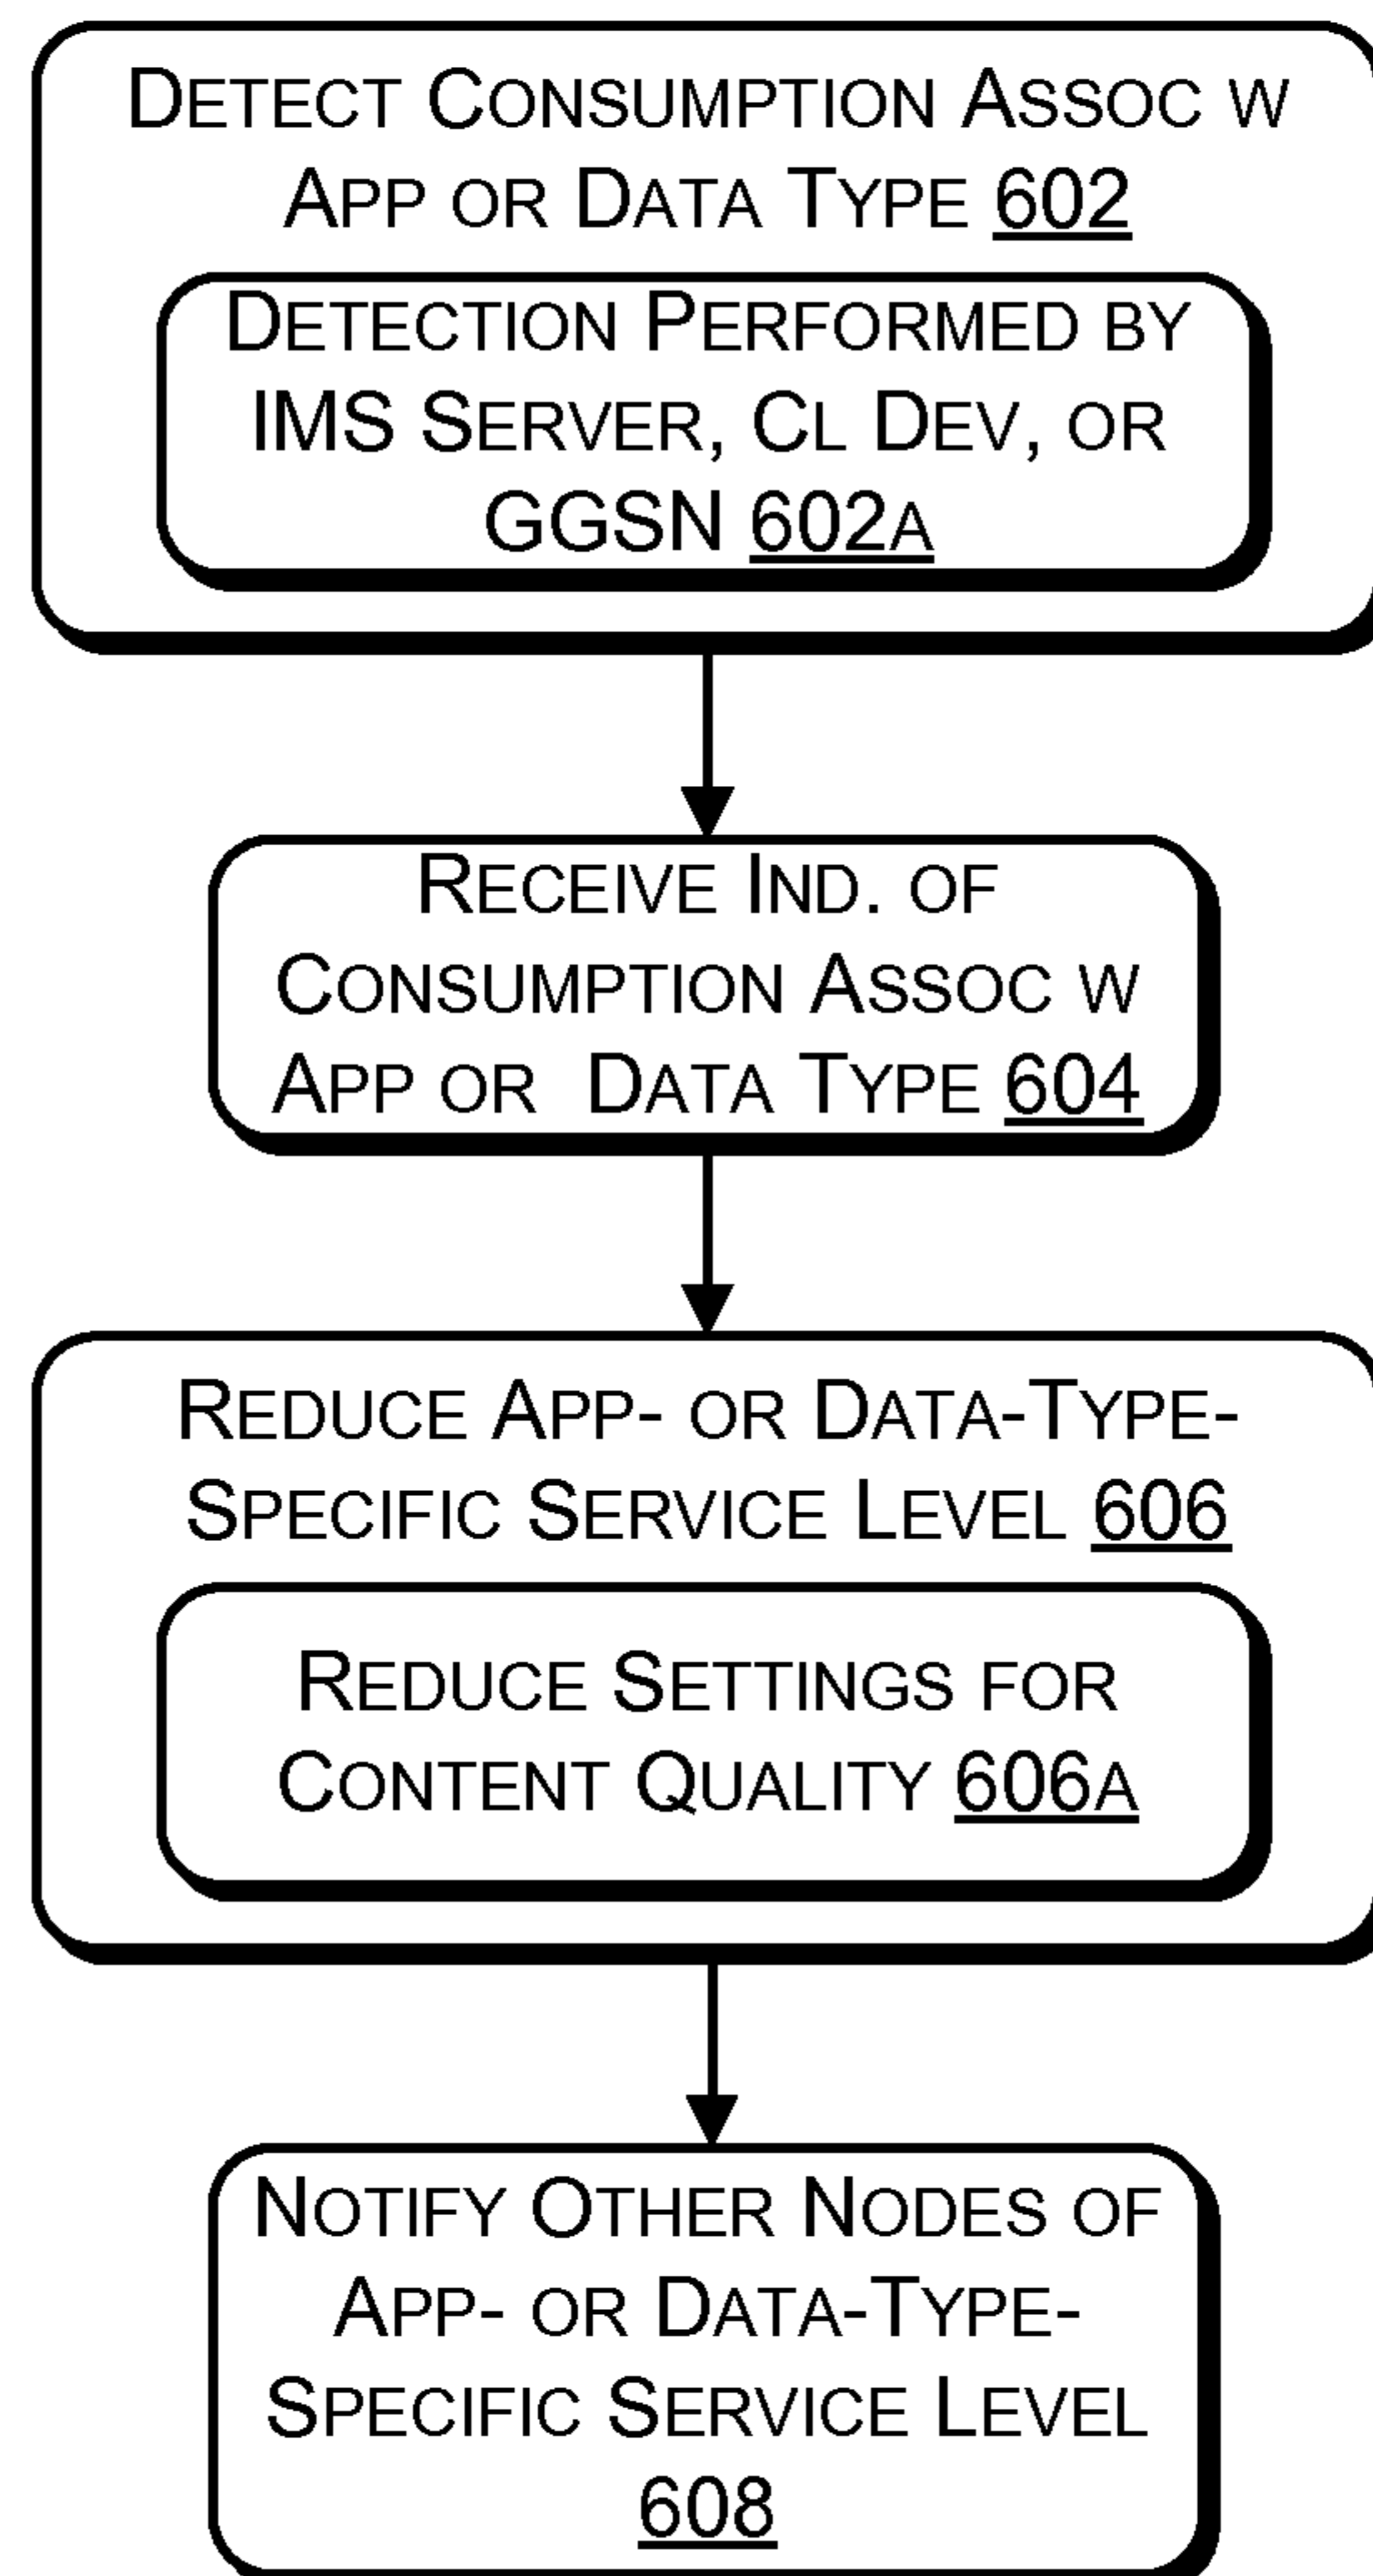 DETECT CONSUMPTION ASSOC W
APP OR DATA TYPE 602
DETECTION PERFORMED BY
IMS SERVER, CL DEV, OR
GGSN 602A
RECEIVE IND. OF
CONSUMPTION ASSOC W
APP OR DATA TYPE 604
REDUCE APP- OR DATA-TYPE-
SPECIFIC SERVICE LEVEL 606
REDUCE SETTINGS FOR
CONTENT QUALITY 606A
NOTIFY OTHER NODES OF
APP- OR DATA-TYPE-
SPECIFIC SERVICE LEVEL
608